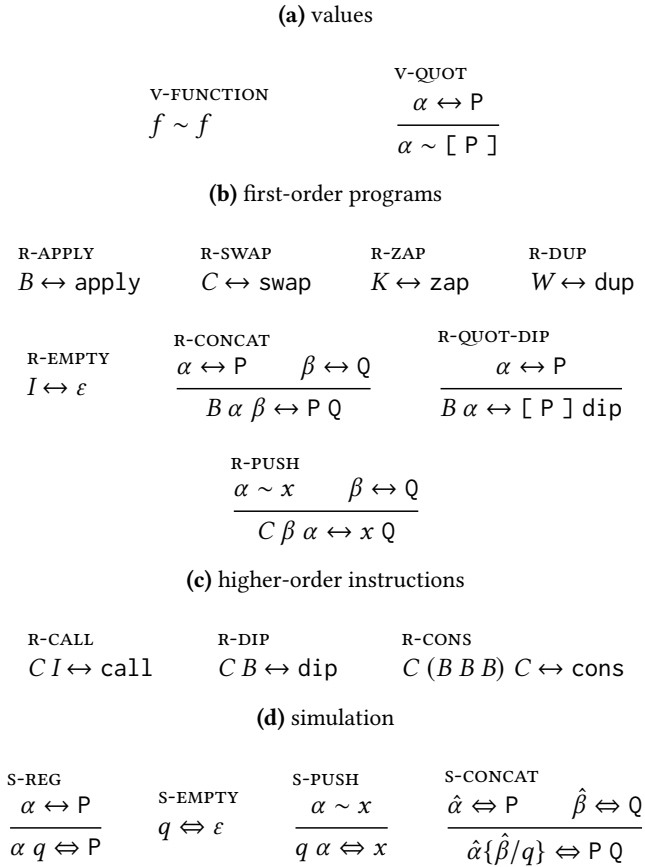 (a) values
V-FUNCTION
f ∼ f
V-QUOT
α ↔ P
α ∼ [ P ]
(b) first-order programs
R-APPLY R-SWAP R-ZAP R-DUP
B ↔ apply C ↔ swap K ↔ zap W ↔ dup
R-EMPTY
I ↔ ε
R-CONCAT
α ↔ P β ↔ Q
B α β ↔ P Q
R-QUOT-DIP
α ↔ P
B α ↔ [ P ] dip
R-PUSH
α ∼ x β ↔ Q
C β α ↔ x Q
(c) higher-order instructions
R-CALL R-DIP R-CONS
C I ↔ call C B ↔ dip C (B B B) C ↔ cons
(d) simulation
S-REG
α ↔ P
α q ⇔ P
S-EMPTY
q ⇔ ε
S-PUSH
α ∼ x
q α ⇔ x
S-CONCAT
α̂ ⇔ P β̂ ⇔ Q
α̂{β̂/q} ⇔ P Q